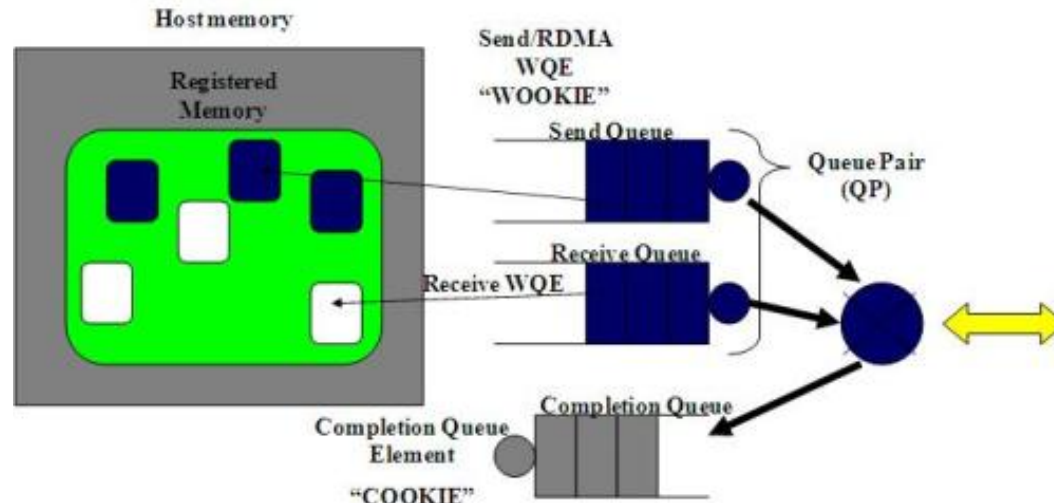 Host memory
Registered
Memory
Send/RDMA
WQE
“WOOKIE”
Send Queue
Queue Pair
(QP)
Receive Queue
Receive WQE
Completion Queue
Completion Queue
Element
“COOKIE”